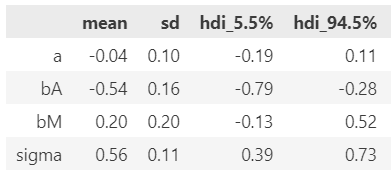 mean sd hdi_5.5% hdi_94.5%
a -0.04 0.10 -0.19 0.11
bA -0.54 0.16 -0.79 -0.28
bM 0.20 0.20 -0.13 0.52
sigma 0.56 0.11 0.39 0.73